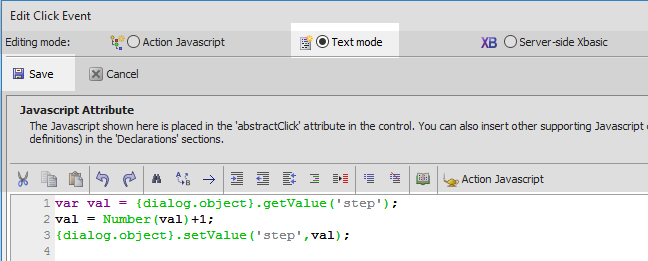 Edit Click Event
Editing mode: Action Javascript Text mode XB Server-side Xbasic
Save Cancel
Javascript Attribute
The Javascript shown here is placed in the 'abstractClick' attribute in the control. You can also insert other supporting Javascript
definitions) in the 'Declarations' sections.
Action Javascript
1 var val = {dialog.object}.getValue('step');
2 val = Number(val)+1;
3 {dialog.object}.setValue('step',val);
4